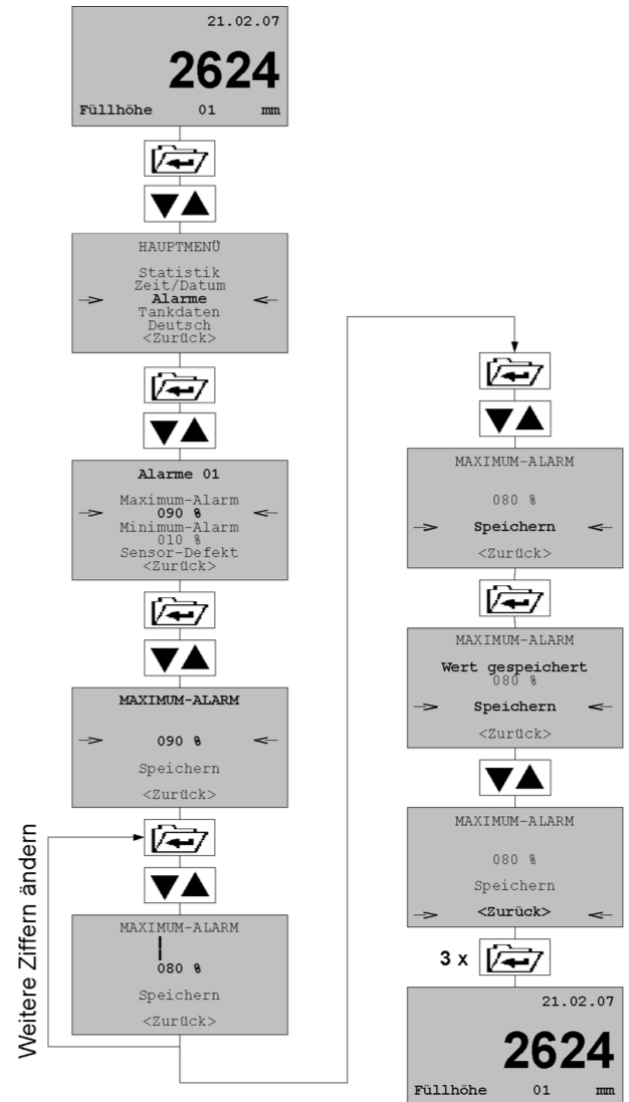 21.02.07
2624
Füllhöhe 01 mm
HAUPTMENÜ
Statistik
Zeit/Datum
Alarme
Tankdaten
Deutsch
<Zurück>
Alarme 01
Maximum-Alarm
090 %
Minimum-Alarm
010 %
Sensor-Defekt
<Zurück>
MAXIMUM-ALARM
090 %
Speichern
<Zurück>
Weitere Ziffern ändern
MAXIMUM-ALARM
080 %
Speichern
<Zurück>
MAXIMUM-ALARM
080 %
Speichern
<Zurück>
MAXIMUM-ALARM
Wert gespeichert
080 %
Speichern
<Zurück>
MAXIMUM-ALARM
080 %
Speichern
<Zurück>
3 x
21.02.07
2624
Füllhöhe 01 mm